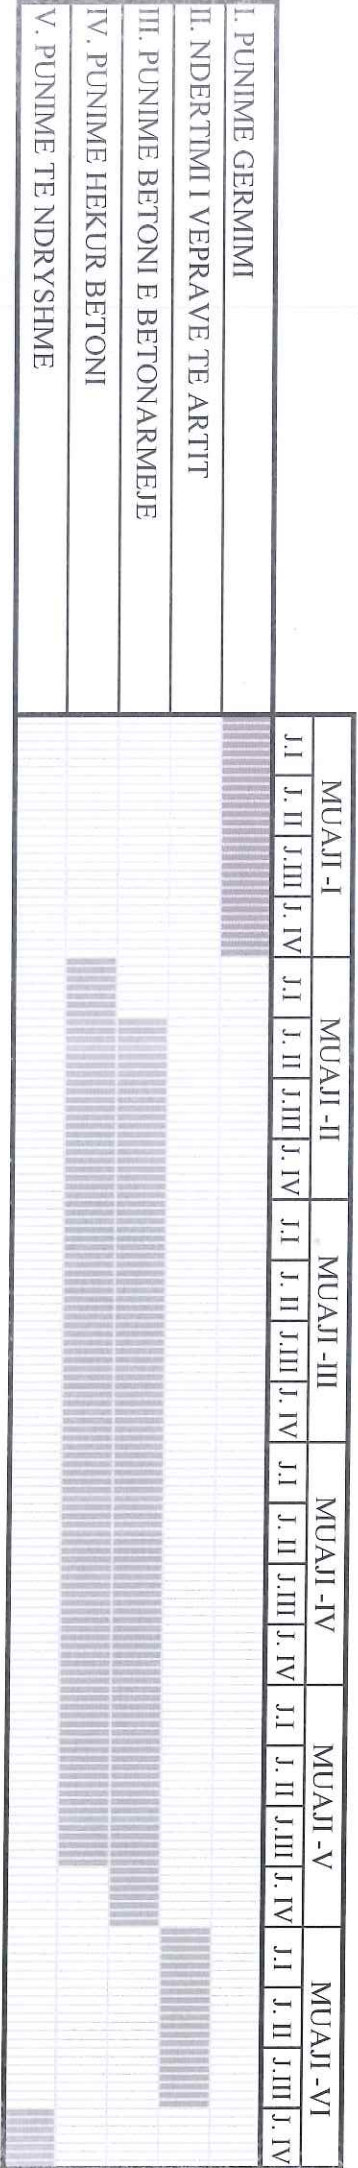 MUAJI -I MUAJI -II MUAJI -III MUAJI -IV MUAJI -V MUAJI -VI
J.I J. II J.III J. IV J.I J. II J.III J. IV J.I J. II J.III J. IV J.I J. II J.III J. IV J.I J. II J.III J. IV J.I J. II J.III J. IV
I. PUNIME GERMIMI
II. NDERTIMI I VEPRAVE TE ARTIT
III. PUNIME BETONI E BETONARMEJE
IV. PUNIME HEKUR BETONI
V. PUNIME TE NDRYSHME